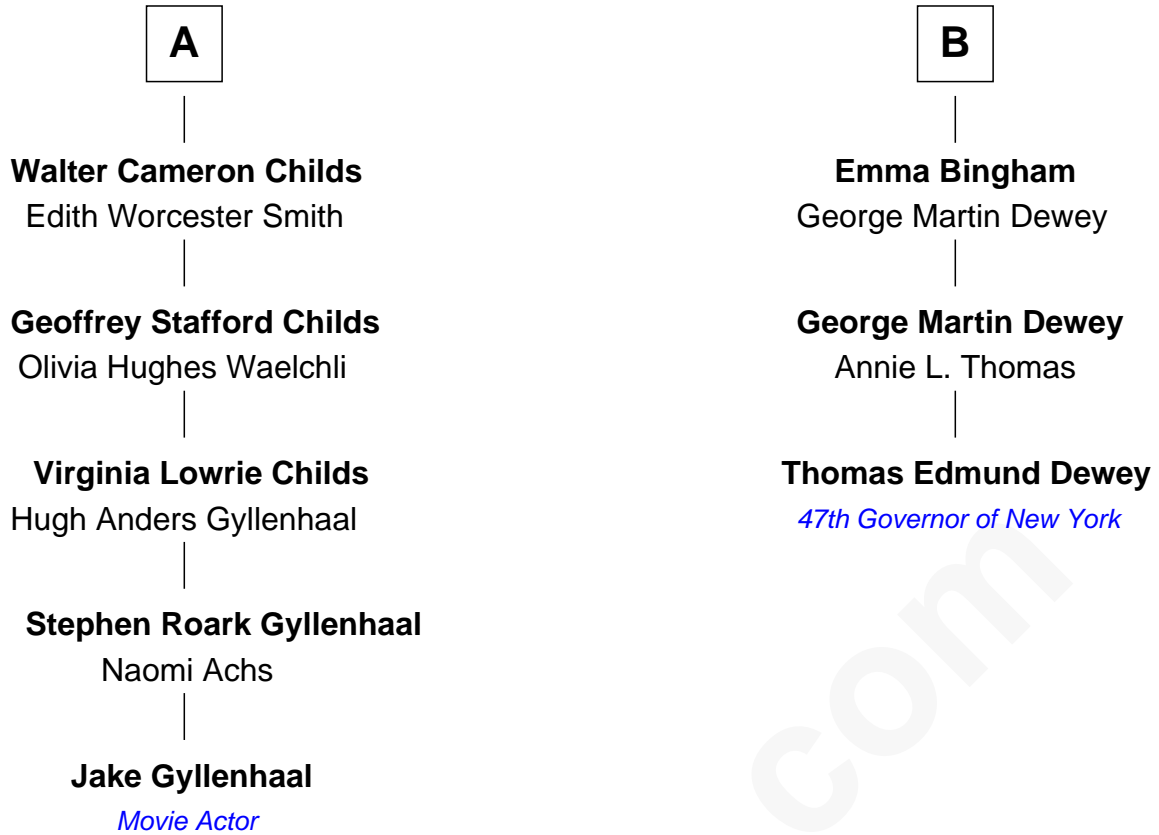 A
Walter Cameron Childs
Edith Worcester Smith
Geoffrey Stafford Childs
Olivia Hughes Waelchli
Virginia Lowrie Childs
Hugh Anders Gyllenhaal
Stephen Roark Gyllenhaal
Naomi Achs
Jake Gyllenhaal
Movie Actor
B
Emma Bingham
George Martin Dewey
George Martin Dewey
Annie L. Thomas
Thomas Edmund Dewey
47th Governor of New York
com